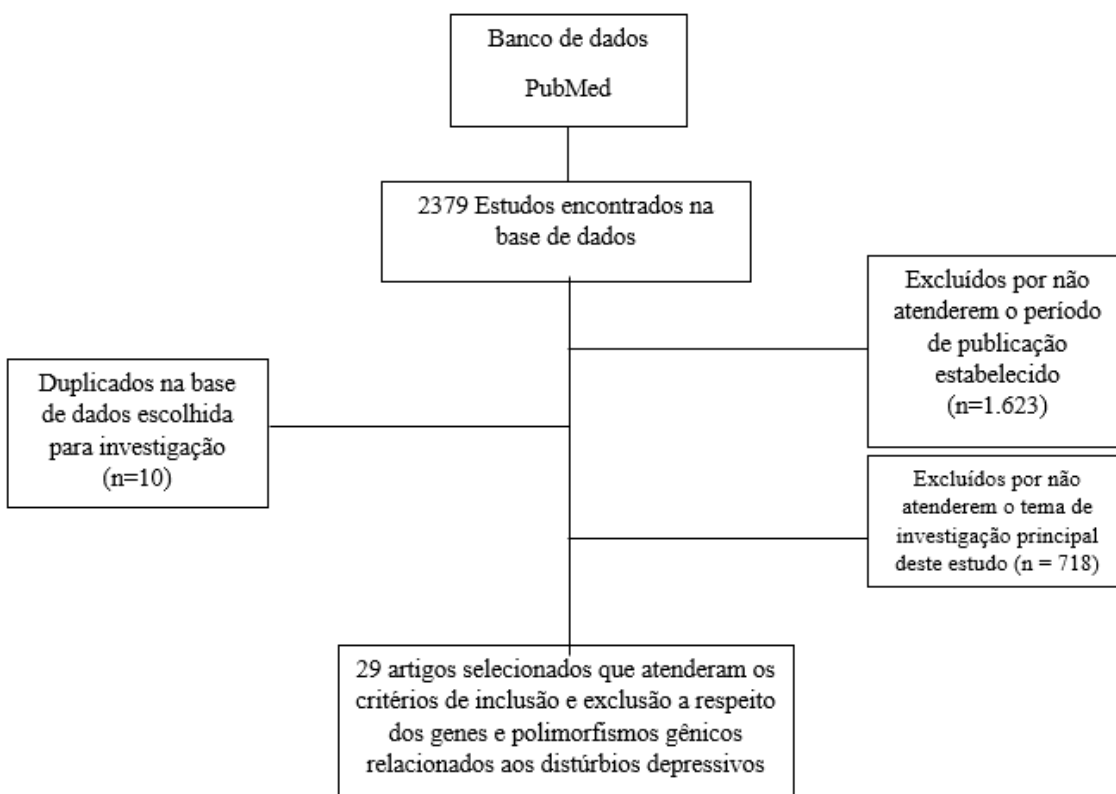 Banco de dados
PubMed
2379 Estudos encontrados na
base de dados
Excluídos por não
atenderem o período
de publicação
estabelecido
(n=1.623)
Duplicados na base
de dados escolhida
para investigação
(n=10)
Excluídos por não
atenderem o tema de
investigação principal
deste estudo (n = 718)
29 artigos selecionados que atenderam os
critérios de inclusão e exclusão a respeito
dos genes e polimorfismos gênicos
relacionados aos distúrbios depressivos